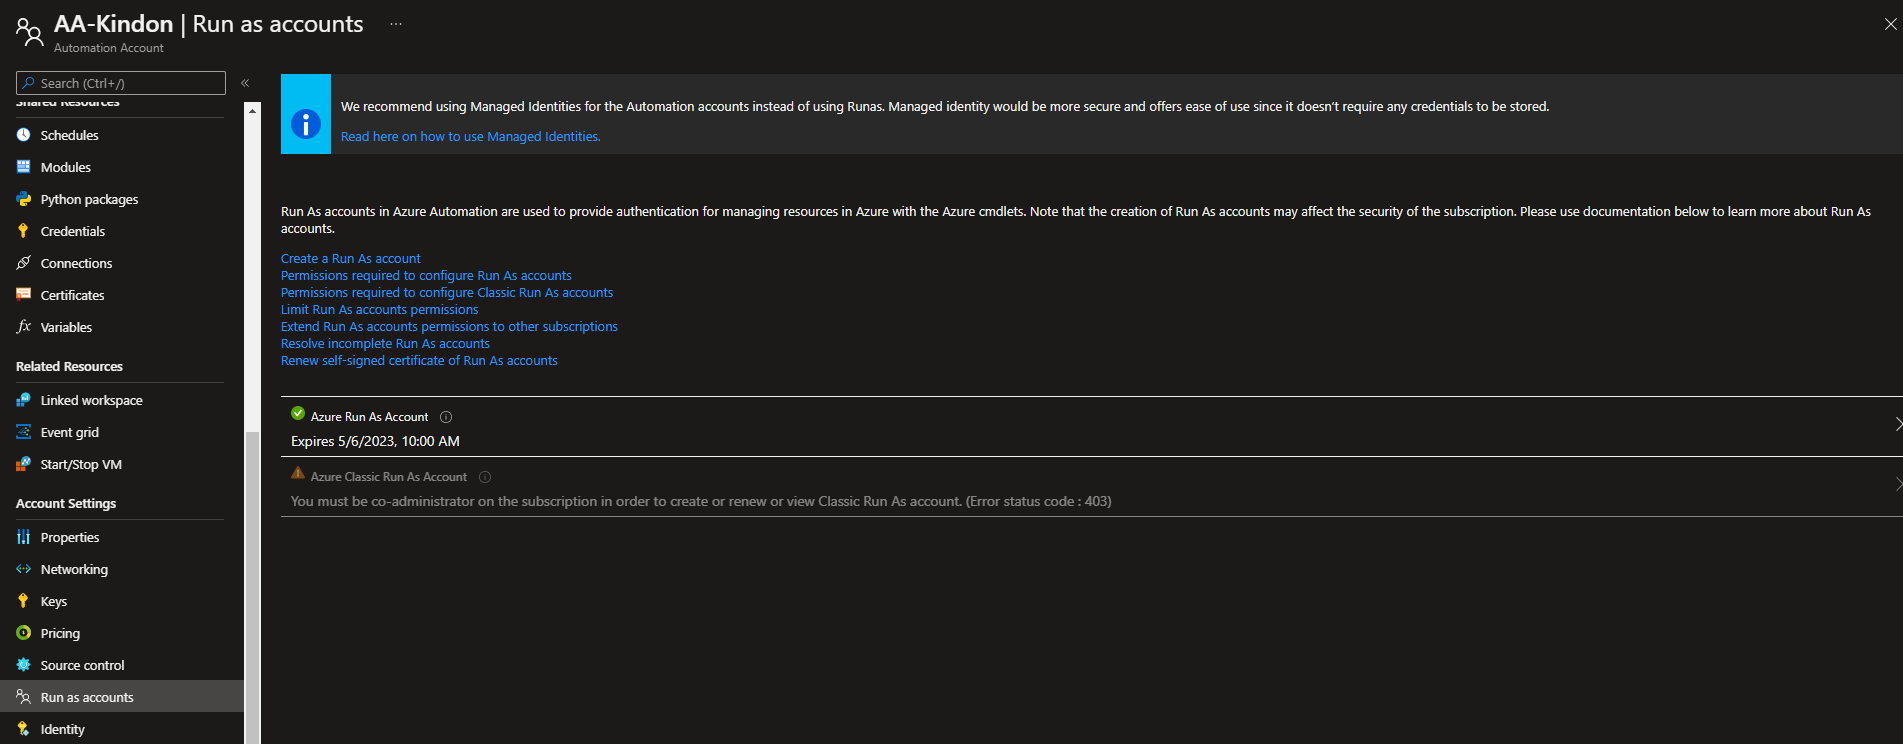 AA-Kindon | Run as accounts ...
Automation Account
Search (Ctrl+/)
«
Shared Resources
Schedules
Modules
Python packages
Credentials
Connections
Certificates
Variables
Related Resources
Linked workspace
Event grid
Start/Stop VM
Account Settings
Properties
Networking
Keys
Pricing
Source control
Run as accounts
Identity
We recommend using Managed Identities for the Automation accounts instead of using Runas. Managed identity would be more secure and offers ease of use since it doesn't require any credentials to be stored.
Read here on how to use Managed Identities.
Run As accounts in Azure Automation are used to provide authentication for managing resources in Azure with the Azure cmdlets. Note that the creation of Run As accounts may affect the security of the subscription. Please use documentation below to learn more about Run As
accounts.
Create a Run As account
Permissions required to configure Run As accounts
Permissions required to configure Classic Run As accounts
Limit Run As accounts permissions
Extend Run As accounts permissions to other subscriptions
Resolve incomplete Run As accounts
Renew self-signed certificate of Run As accounts
Azure Run As Account
Expires 5/6/2023, 10:00 AM
Azure Classic Run As Account
You must be co-administrator on the subscription in order to create or renew or view Classic Run As account. (Error status code : 403)